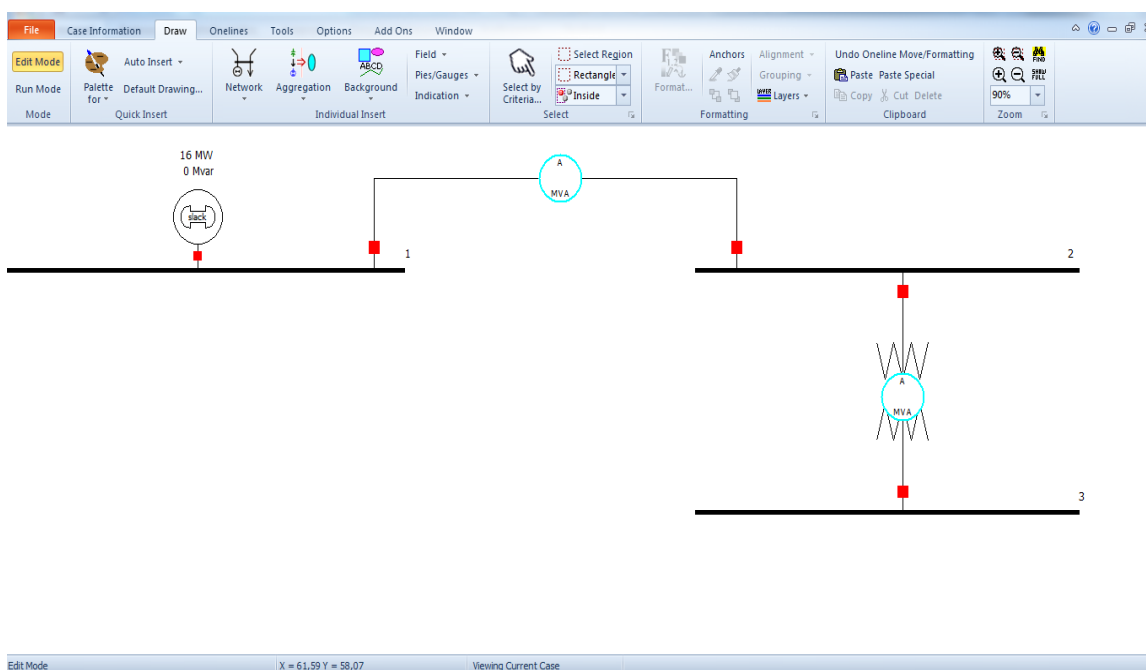 File Case Information Draw Onelines Tools Options Add Ons Window
Edit Mode
Run Mode
Mode
Palette for
Auto Insert
Default Drawing...
Quick Insert
Network
Aggregation
ABCD
Background
Field
Pies/Gauges
Indication
Individual Insert
Select by Criteria...
Select Region
Rectangle
Inside
Select
Format...
Anchors
Alignment
Grouping
Layers
Formatting
Undo Oneline Move/Formatting
Paste Paste Special
Copy Cut Delete
Clipboard
FIND
SHOW FULL
90%
Zoom
16 MW
0 Mvar
slack
1
A
MVA
2
A
MVA
3
Edit Mode X = 61,59 Y = 58,07 Viewing Current Case